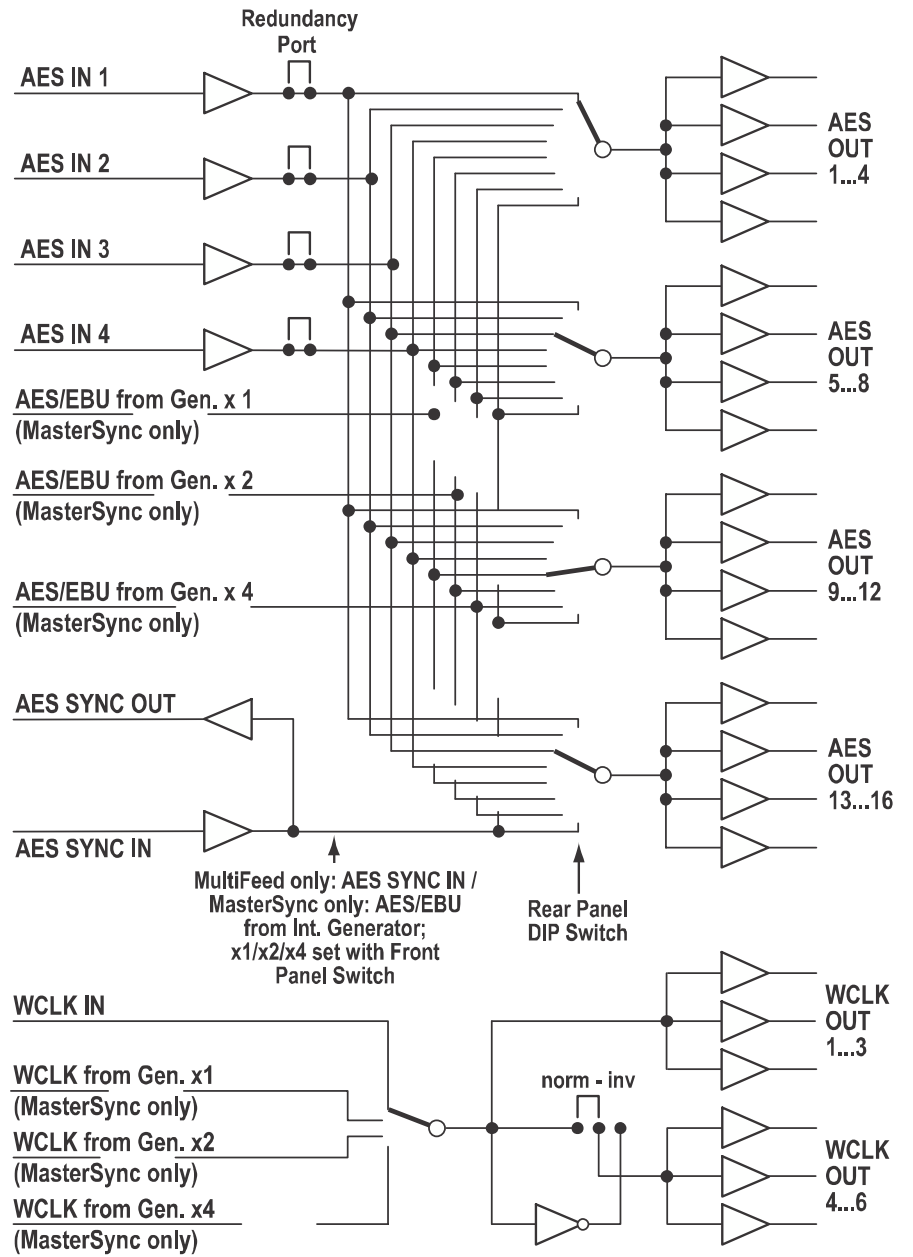 Redundancy
Port
AES IN 1
AES IN 2
AES IN 3
AES IN 4
AES/EBU from Gen. x 1
(MasterSync only)
AES/EBU from Gen. x 2
(MasterSync only)
AES/EBU from Gen. x 4
(MasterSync only)
AES SYNC OUT
AES SYNC IN
AES
OUT
1...4
AES
OUT
5...8
AES
OUT
9...12
AES
OUT
13...16
MultiFeed only: AES SYNC IN /
MasterSync only: AES/EBU
from Int. Generator;
x1/x2/x4 set with Front
Panel Switch
Rear Panel
DIP Switch
WCLK IN
WCLK from Gen. x1
(MasterSync only)
WCLK from Gen. x2
(MasterSync only)
WCLK from Gen. x4
(MasterSync only)
norm - inv
WCLK
OUT
1...3
WCLK
OUT
4...6